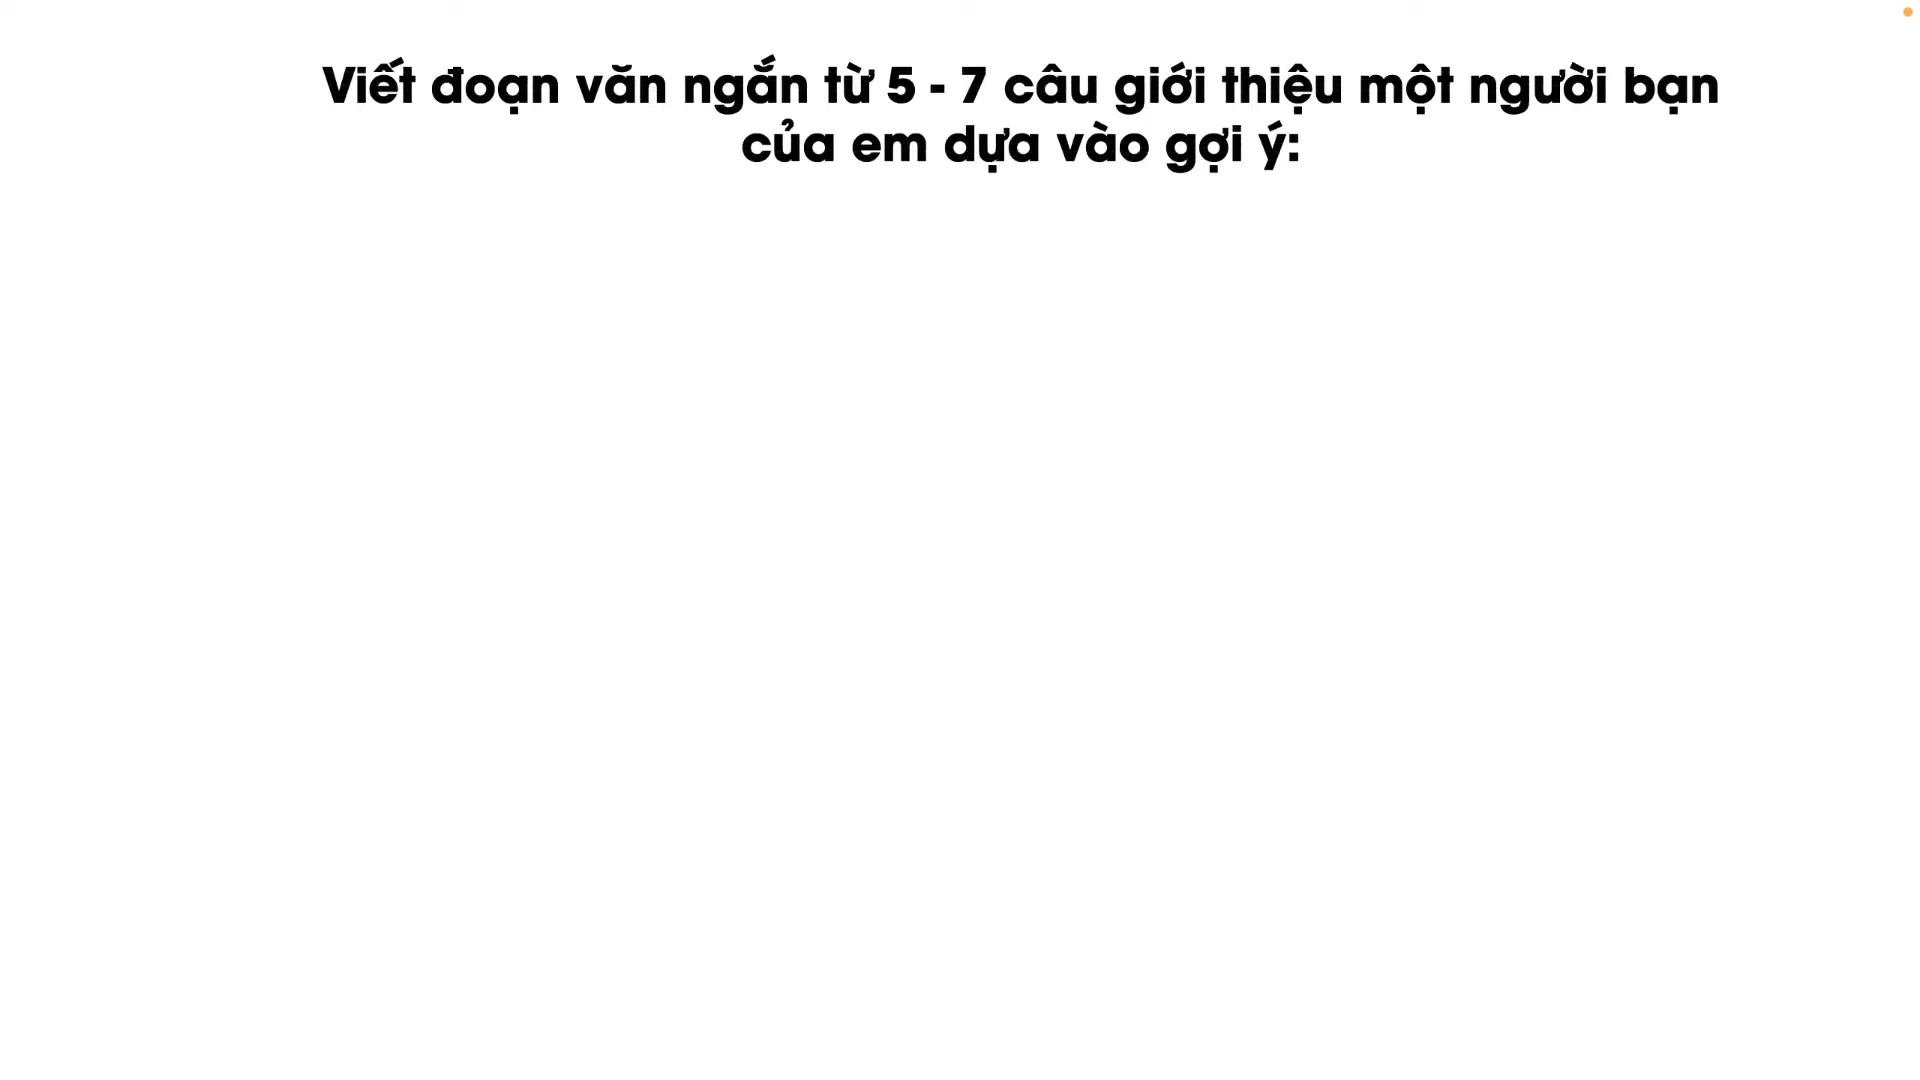 Viết đoạn văn ngắn từ 5 - 7 câu giới thiệu một người bạn
của em dựa vào gợi ý: